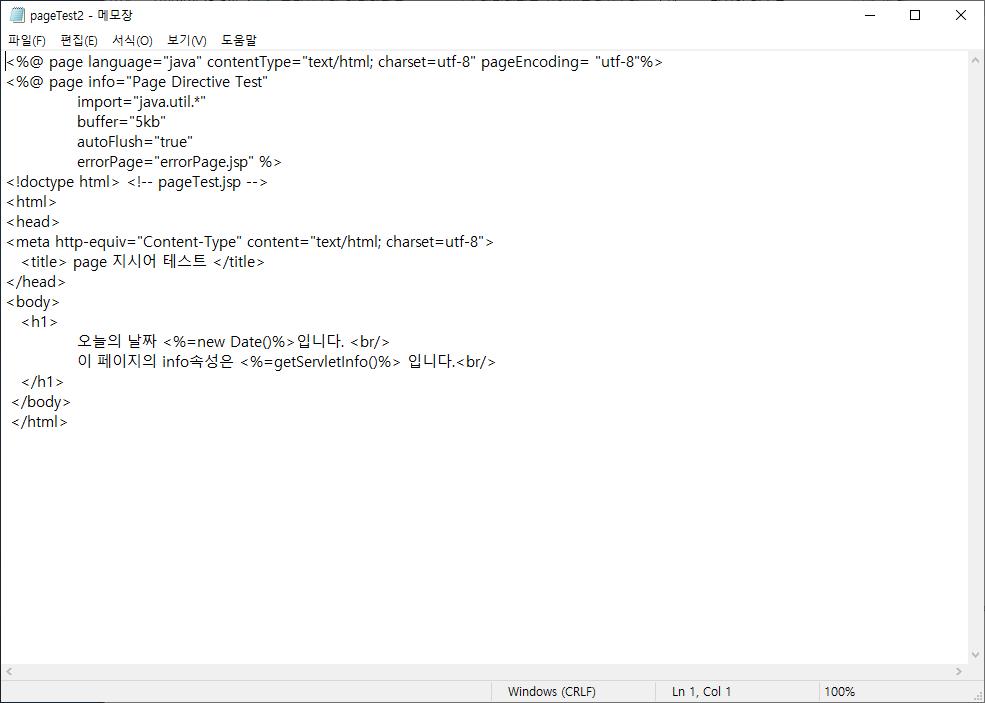 pageTest2 - 메모장
파일(F) 편집(E) 서식(O) 보기(V) 도움말
<%@ page language="java" contentType="text/html; charset=utf-8" pageEncoding= "utf-8"%>
<%@ page info="Page Directive Test"
import="java.util.*"
buffer="5kb"
autoFlush="true"
errorPage="errorPage.jsp" %>
<!doctype html> <!-- pageTest.jsp -->
<html>
<head>
<meta http-equiv="Content-Type" content="text/html; charset=utf-8">
<title> page 지시어 테스트 </title>
</head>
<body>
<h1>
오늘의 날짜 <%=new Date()%>입니다. <br/>
이 페이지의 info속성은 <%=getServletInfo()%> 입니다.<br/>
</h1>
</body>
</html>
Windows (CRLF) Ln 1, Col 1 100%